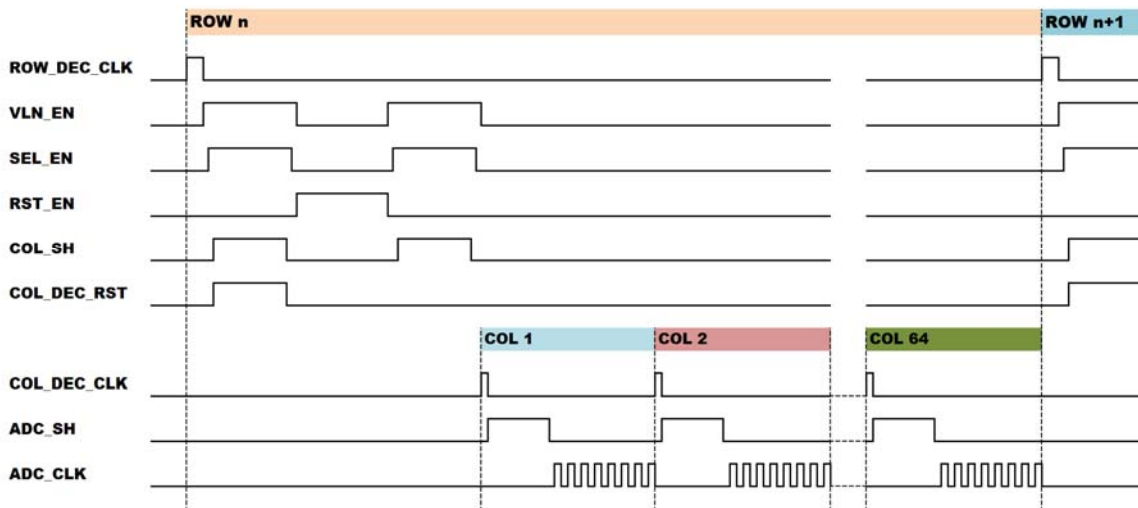 ROW n
ROW n+1
ROW_DEC_CLK
VLN_EN
SEL_EN
RST_EN
COL_SH
COL_DEC_RST
COL 1
COL 2
COL 64
COL_DEC_CLK
ADC_SH
ADC_CLK